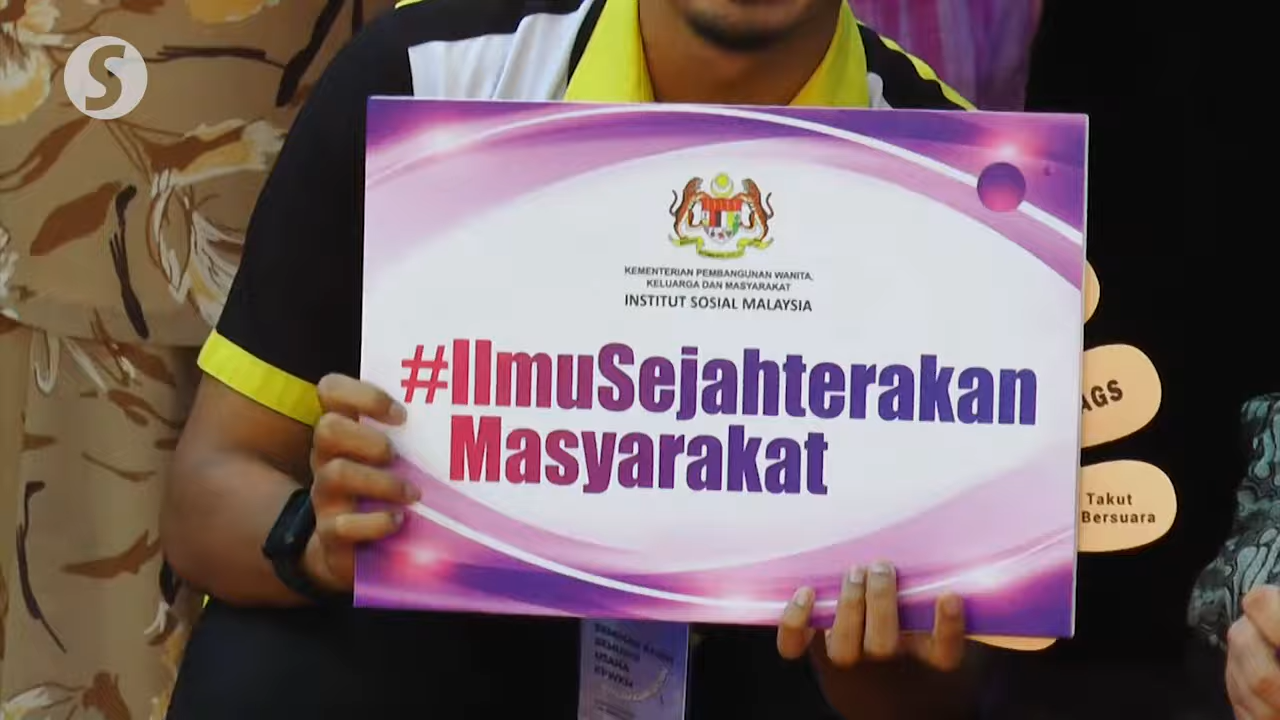 S
KEMENTERIAN PEMBANGUNAN WANITA,
KELUARGA DAN MASYARAKAT
INSTITUT SOSIAL MALAYSIA
#IlmuSejahterakan
Masyarakat
AGS
Takut
Bersuara